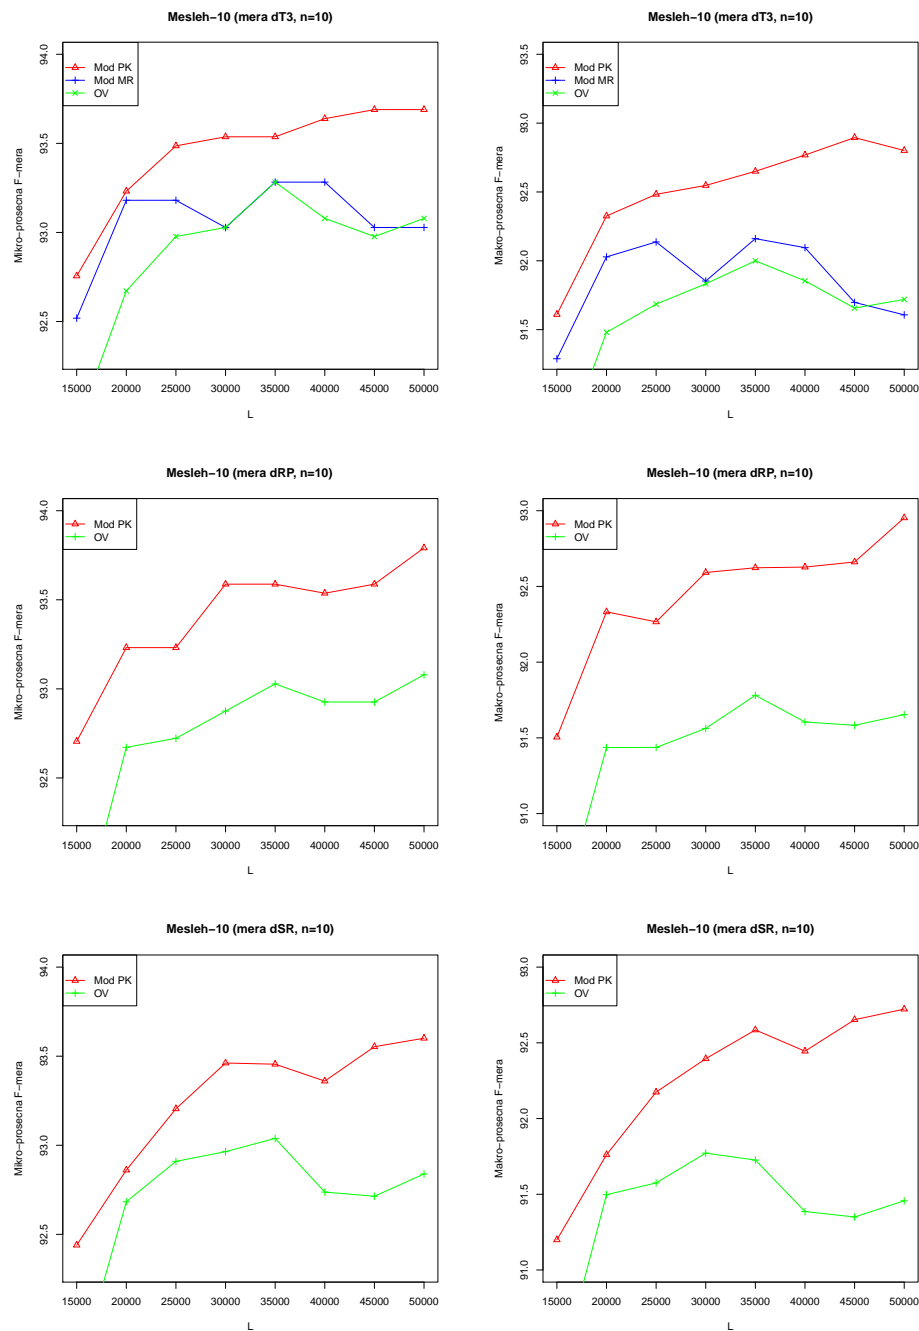 Mesleh−10 (mera dT3, n=10)
Mikro−prosecna F−mera
94.0
93.5
93.0
92.5
Mod PK
Mod MR
OV
15000 20000 25000 30000 35000 40000 45000 50000
L
Mesleh−10 (mera dT3, n=10)
Makro−prosecna F−mera
93.5
93.0
92.5
92.0
91.5
Mod PK
Mod MR
OV
15000 20000 25000 30000 35000 40000 45000 50000
L
Mesleh−10 (mera dRP, n=10)
Mikro−prosecna F−mera
94.0
93.5
93.0
92.5
Mod PK
OV
15000 20000 25000 30000 35000 40000 45000 50000
L
Mesleh−10 (mera dRP, n=10)
Makro−prosecna F−mera
93.0
92.5
92.0
91.5
91.0
Mod PK
OV
15000 20000 25000 30000 35000 40000 45000 50000
L
Mesleh−10 (mera dSR, n=10)
Mikro−prosecna F−mera
94.0
93.5
93.0
92.5
Mod PK
OV
15000 20000 25000 30000 35000 40000 45000 50000
L
Mesleh−10 (mera dSR, n=10)
Makro−prosecna F−mera
93.0
92.5
92.0
91.5
91.0
Mod PK
OV
15000 20000 25000 30000 35000 40000 45000 50000
L